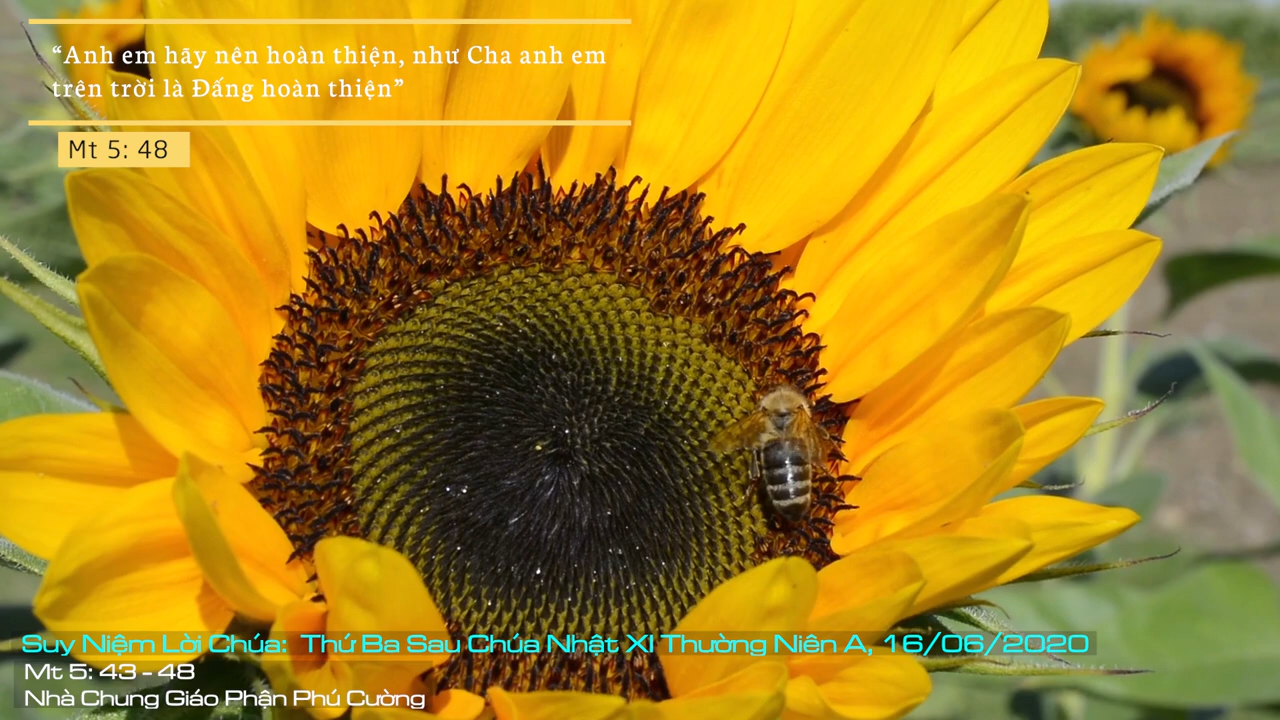 “Anh em hãy nên hoàn thiện, như Cha anh em
trên trời là Đấng hoàn thiện”
Mt 5: 48
Suy Niệm Lời Chúa: Thứ Ba Sau Chúa Nhật XI Thường Niên A, 16/06/2020
Mt 5: 43 - 48
Nhà Chung Giáo Phận Phú Cường